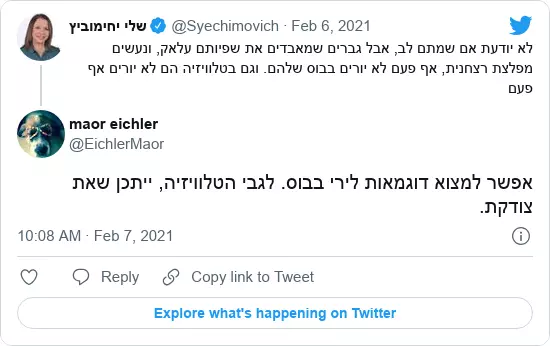 שלי יחימוביץ @Syechimovich · Feb 6, 2021
לא יודעת אם שמתם לב, אבל גברים שמאבדים את שפיותם עלאק, ונעשים
מפלצת רצחנית, אף פעם לא יורים בבוס שלהם. וגם בטלוויזיה הם לא יורים אף
פעם
maor eichler
@EichlerMaor
אפשר למצוא דוגמאות לירי בבוס. לגבי הטלוויזיה, ייתכן שאת
צודקת.
10:08 AM · Feb 7, 2021
Reply Copy link to Tweet
Explore what's happening on Twitter